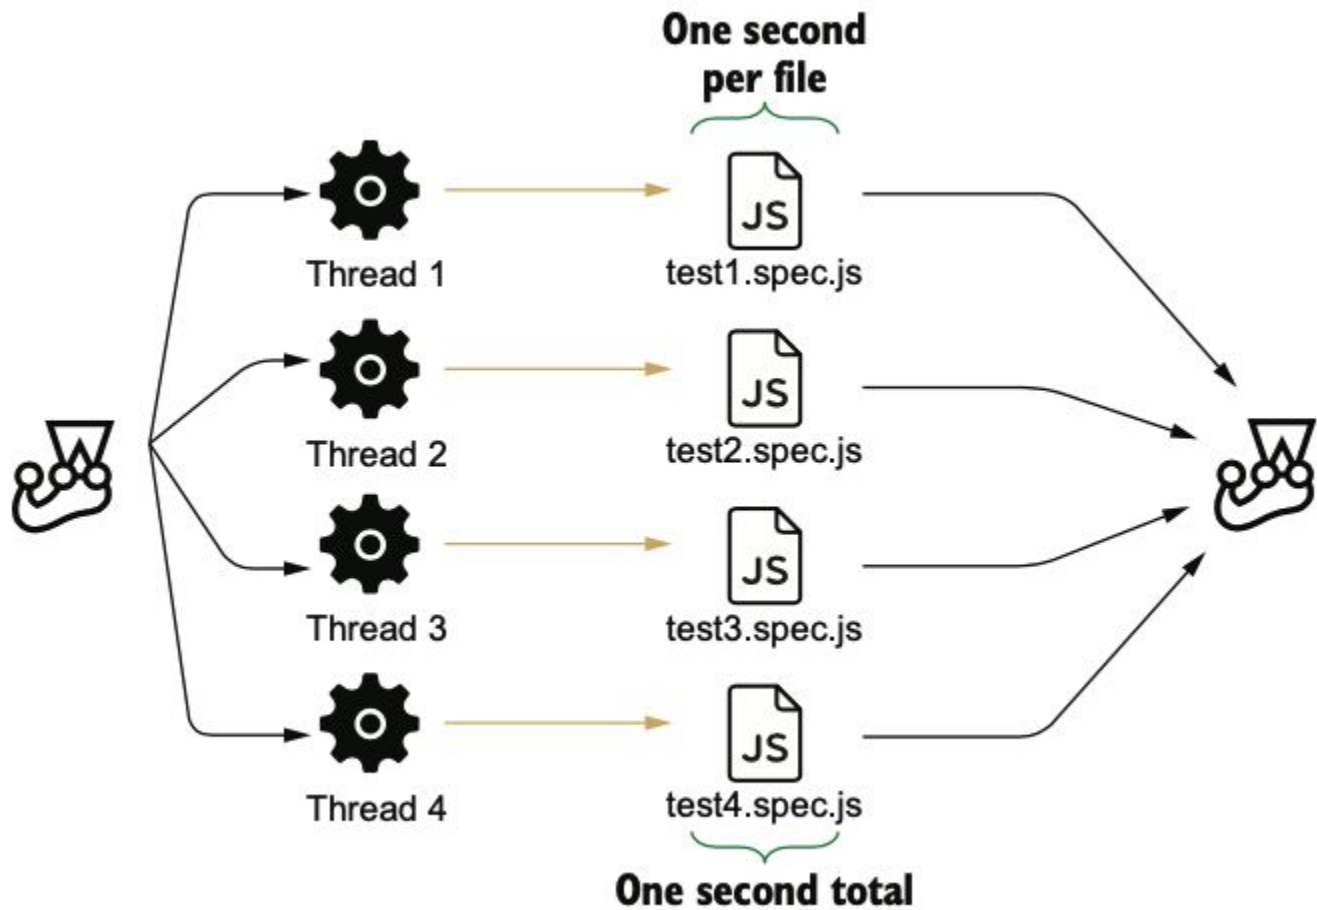 One second
per file
JS
Thread 1
test1.spec.js
JS
Thread 2
test2.spec.js
JS
Thread 3
test3.spec.js
JS
Thread 4
test4.spec.js
One second total